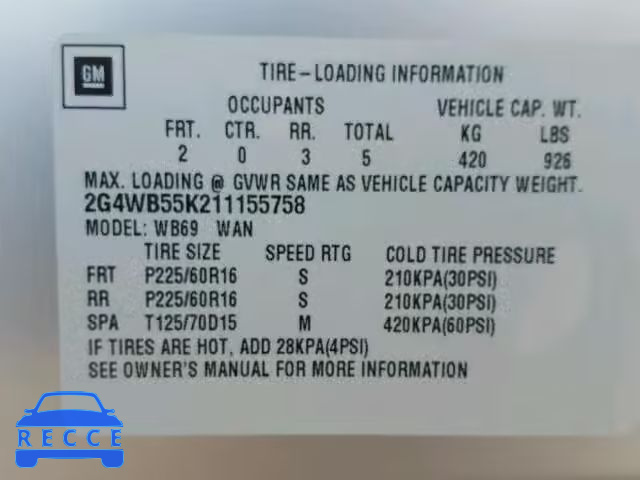 GM
TIRE-LOADING INFORMATION
OCCUPANTS VEHICLE CAP. WT.
FRT. CTR. RR. TOTAL KG LBS
2 0 3 5 420 926
MAX. LOADING @ GVWR SAME AS VEHICLE CAPACITY WEIGHT.
2G4WB55K211155758
MODEL: WB69 WAN
TIRE SIZE SPEED RTG COLD TIRE PRESSURE
FRT P225/60R16 S 210KPA(30PSI)
RR P225/60R16 S 210KPA(30PSI)
SPA T125/70D15 M 420KPA(60PSI)
IF TIRES ARE HOT, ADD 28KPA(4PSI)
SEE OWNER'S MANUAL FOR MORE INFORMATION
RECCE